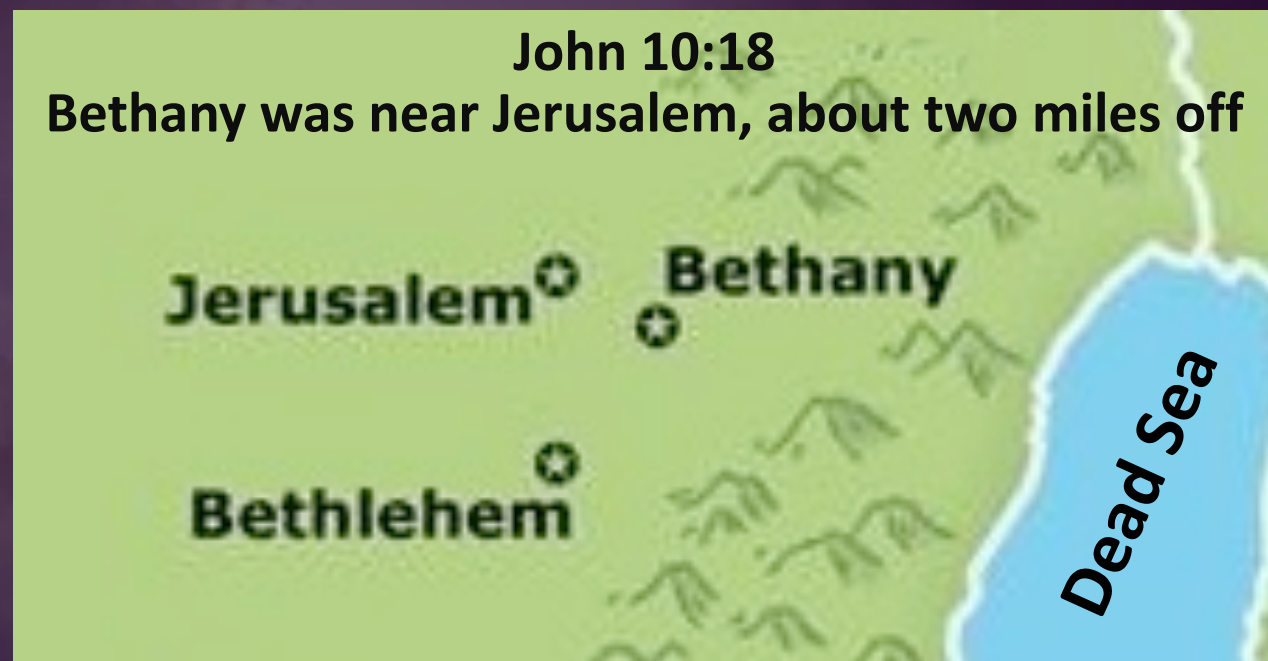 John 10:18
Bethany was near Jerusalem, about two miles off
Bethany
Jerusalem
Dead Sea
Bethlehem